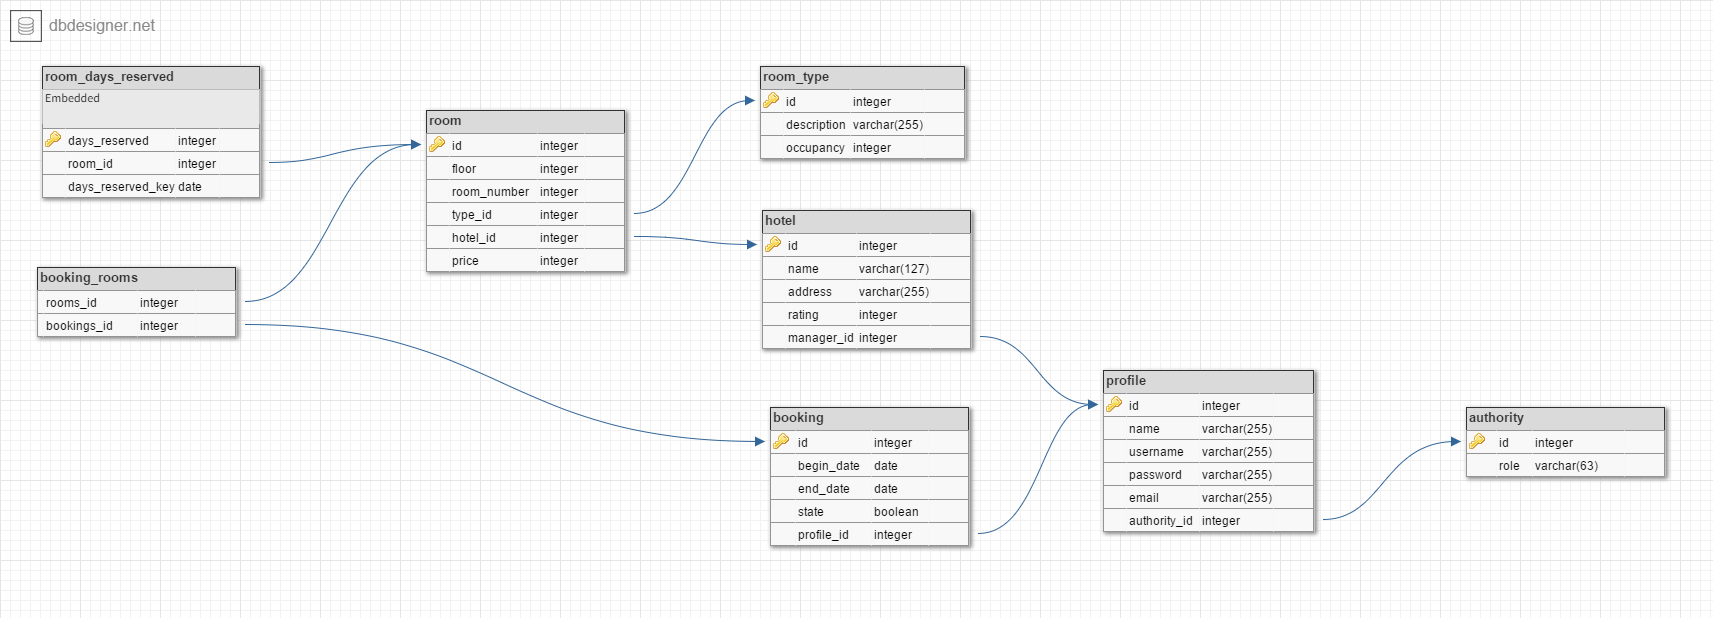 dbdesigner.net
room_days_reserved
Embedded
days_reserved integer
room_id integer
days_reserved_key date
booking_rooms
rooms_id integer
bookings_id integer
room
id integer
floor integer
room_number integer
type_id integer
hotel_id integer
price integer
room_type
id integer
description varchar(255)
occupancy integer
hotel
id integer
name varchar(127)
address varchar(255)
rating integer
manager_id integer
booking
id integer
begin_date date
end_date date
state boolean
profile_id integer
profile
id integer
name varchar(255)
username varchar(255)
password varchar(255)
email varchar(255)
authority_id integer
authority
id integer
role varchar(63)